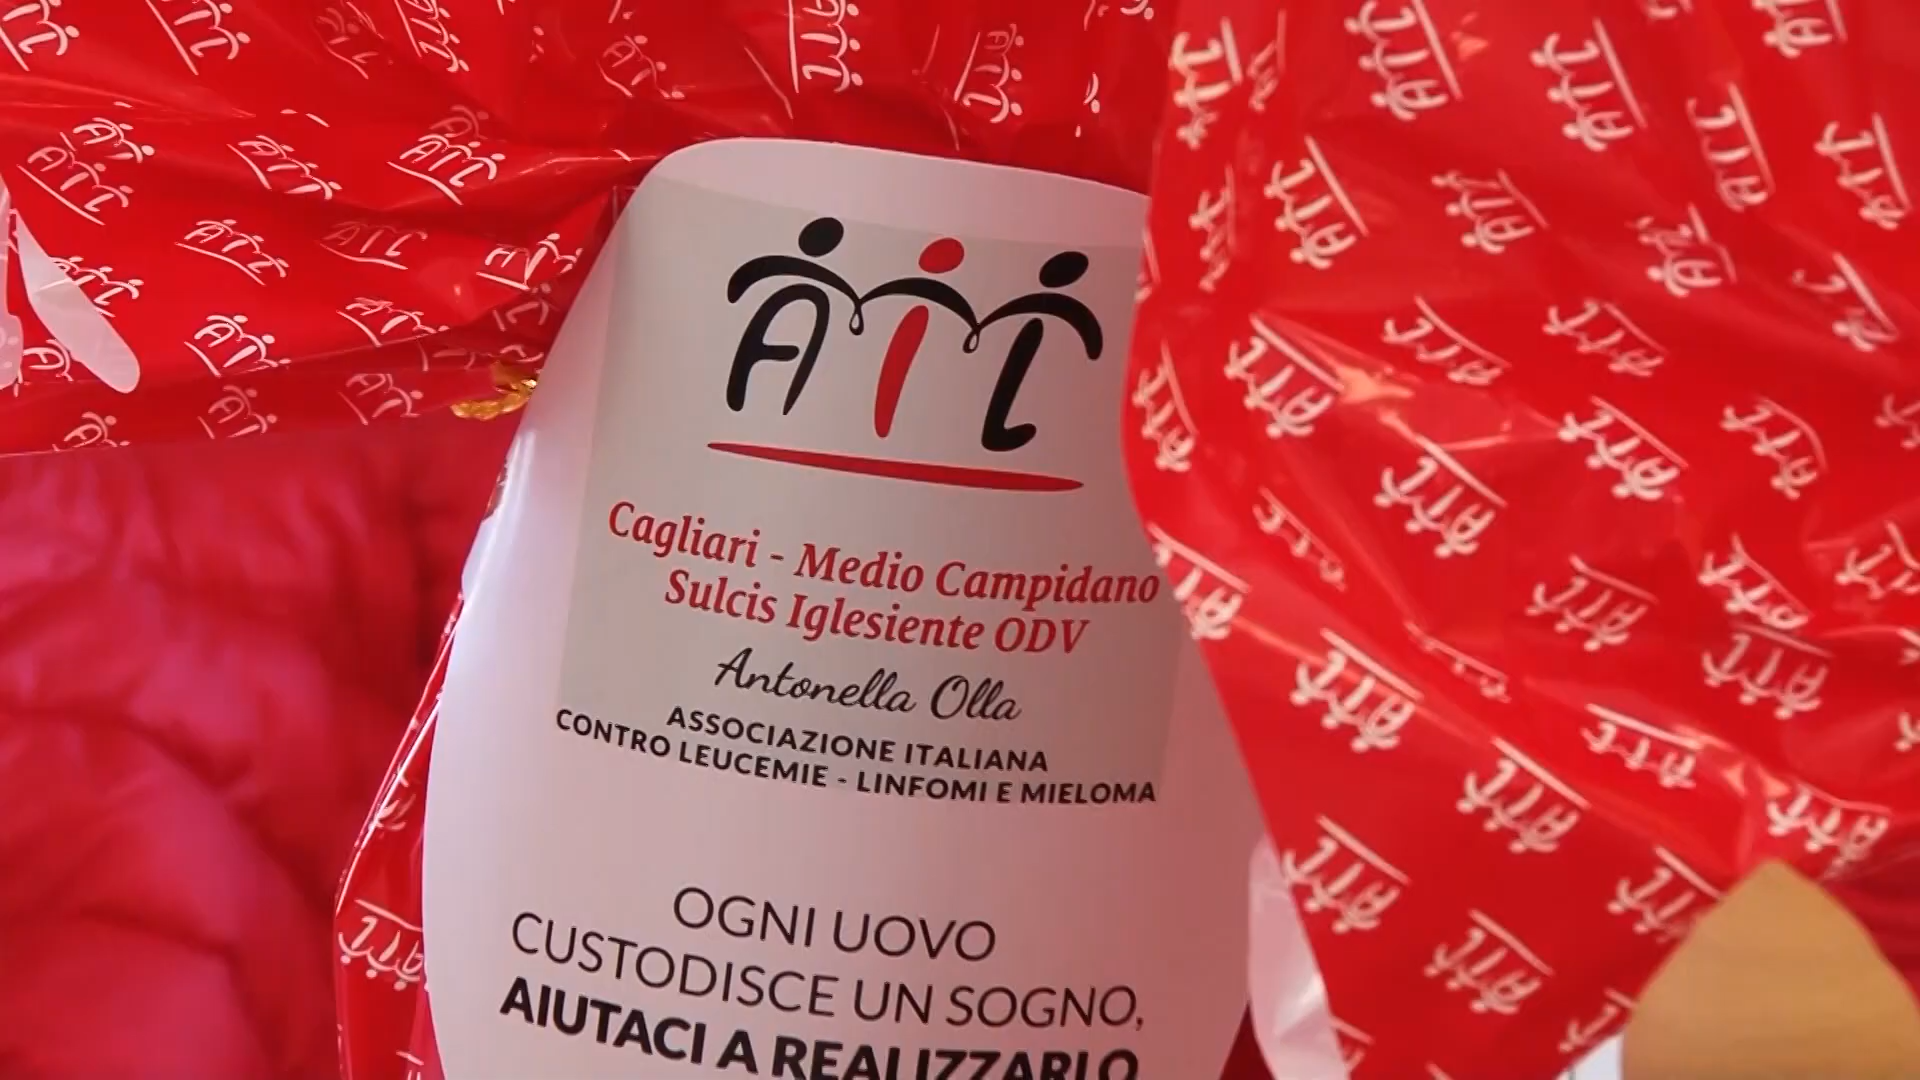 AIL
Cagliari - Medio Campidano
Sulcis Iglesiente ODV
Antonella Olla
ASSOCIAZIONE ITALIANA
CONTRO LEUCEMIE - LINFOMI E MIELOMA
OGNI UOVO
CUSTODISCE UN SOGNO,
AIUTACI A REALIZZARLO